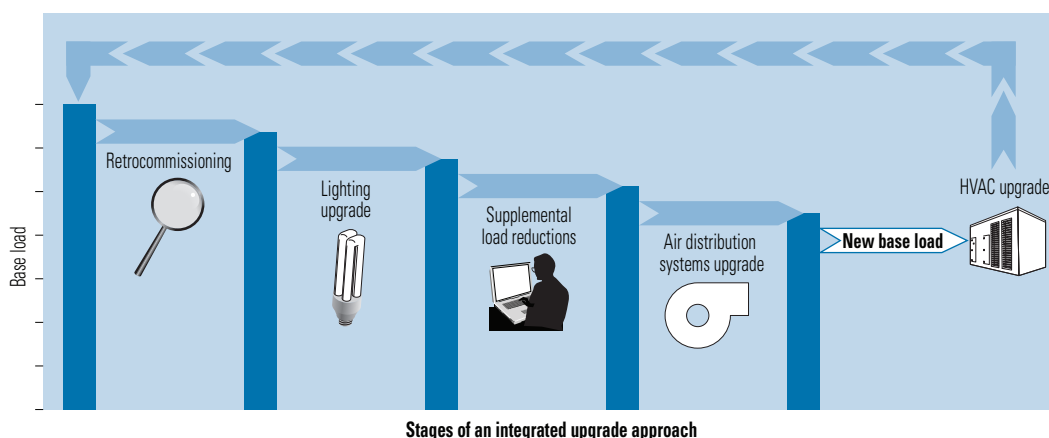 Base load
Retrocommissioning
Lighting
upgrade
Supplemental
load reductions
Air distribution
systems upgrade
New base load
HVAC upgrade
Stages of an integrated upgrade approach